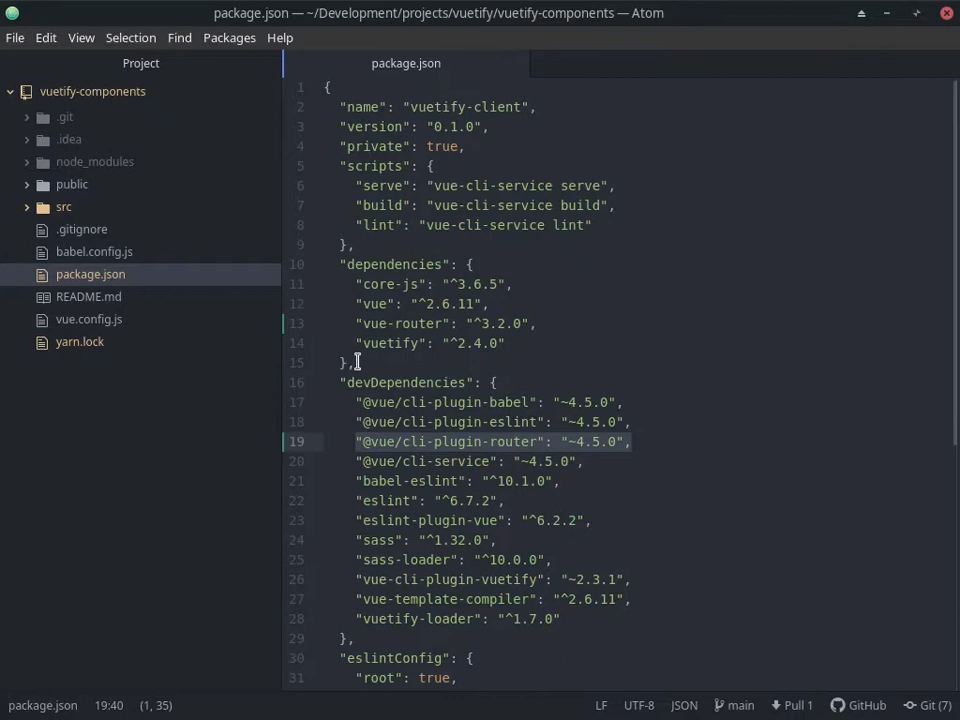 package.json — ~/Development/projects/vuetify/vuetify-components — Atom
File Edit View Selection Find Packages Help
Project
vuetify-components
.git
.idea
node_modules
public
src
.gitignore
babel.config.js
package.json
README.md
vue.config.js
yarn.lock
package.json
1 {
2 "name": "vuetify-client",
3 "version": "0.1.0",
4 "private": true,
5 "scripts": {
6 "serve": "vue-cli-service serve",
7 "build": "vue-cli-service build",
8 "lint": "vue-cli-service lint"
9 },
10 "dependencies": {
11 "core-js": "^3.6.5",
12 "vue": "^2.6.11",
13 "vue-router": "^3.2.0",
14 "vuetify": "^2.4.0"
15 },
16 "devDependencies": {
17 "@vue/cli-plugin-babel": "~4.5.0",
18 "@vue/cli-plugin-eslint": "~4.5.0",
19 "@vue/cli-plugin-router": "~4.5.0",
20 "@vue/cli-service": "~4.5.0",
21 "babel-eslint": "^10.1.0",
22 "eslint": "^6.7.2",
23 "eslint-plugin-vue": "^6.2.2",
24 "sass": "^1.32.0",
25 "sass-loader": "^10.0.0",
26 "vue-cli-plugin-vuetify": "~2.3.1",
27 "vue-template-compiler": "^2.6.11",
28 "vuetify-loader": "^1.7.0"
29 },
30 "eslintConfig": {
31 "root": true,
package.json 19:40 (1, 35) LF UTF-8 JSON main Pull 1 GitHub Git (7)